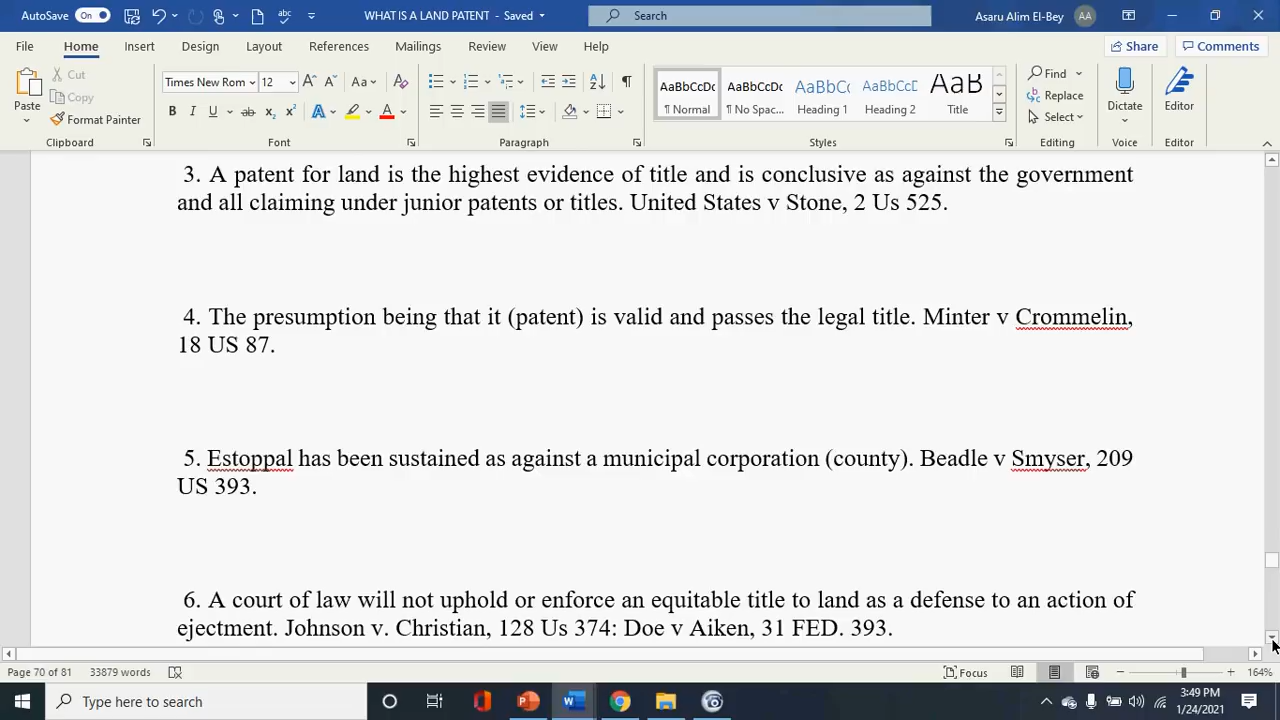 AutoSave On WHAT IS A LAND PATENT - Saved Search Asaru Alim El-Bey AA
File Home Insert Design Layout References Mailings Review View Help Share Comments
Paste Cut Copy Format Painter
Times New Rom 12
AaBbCcDc AaBbCcDc AaBbCc AaBbCcE AaB
¶ Normal ¶ No Spac... Heading 1 Heading 2 Title
Find Replace Select Dictate Editor
Clipboard Font Paragraph Styles Editing Voice Editor
3. A patent for land is the highest evidence of title and is conclusive as against the government
and all claiming under junior patents or titles. United States v Stone, 2 Us 525.
4. The presumption being that it (patent) is valid and passes the legal title. Minter v Crommelin,
18 US 87.
5. Estoppal has been sustained as against a municipal corporation (county). Beadle v Smyser, 209
US 393.
6. A court of law will not uphold or enforce an equitable title to land as a defense to an action of
ejectment. Johnson v. Christian, 128 Us 374: Doe v Aiken, 31 FED. 393.
Page 70 of 81 33879 words Focus 164%
Type here to search 3:49 PM
1/24/2021